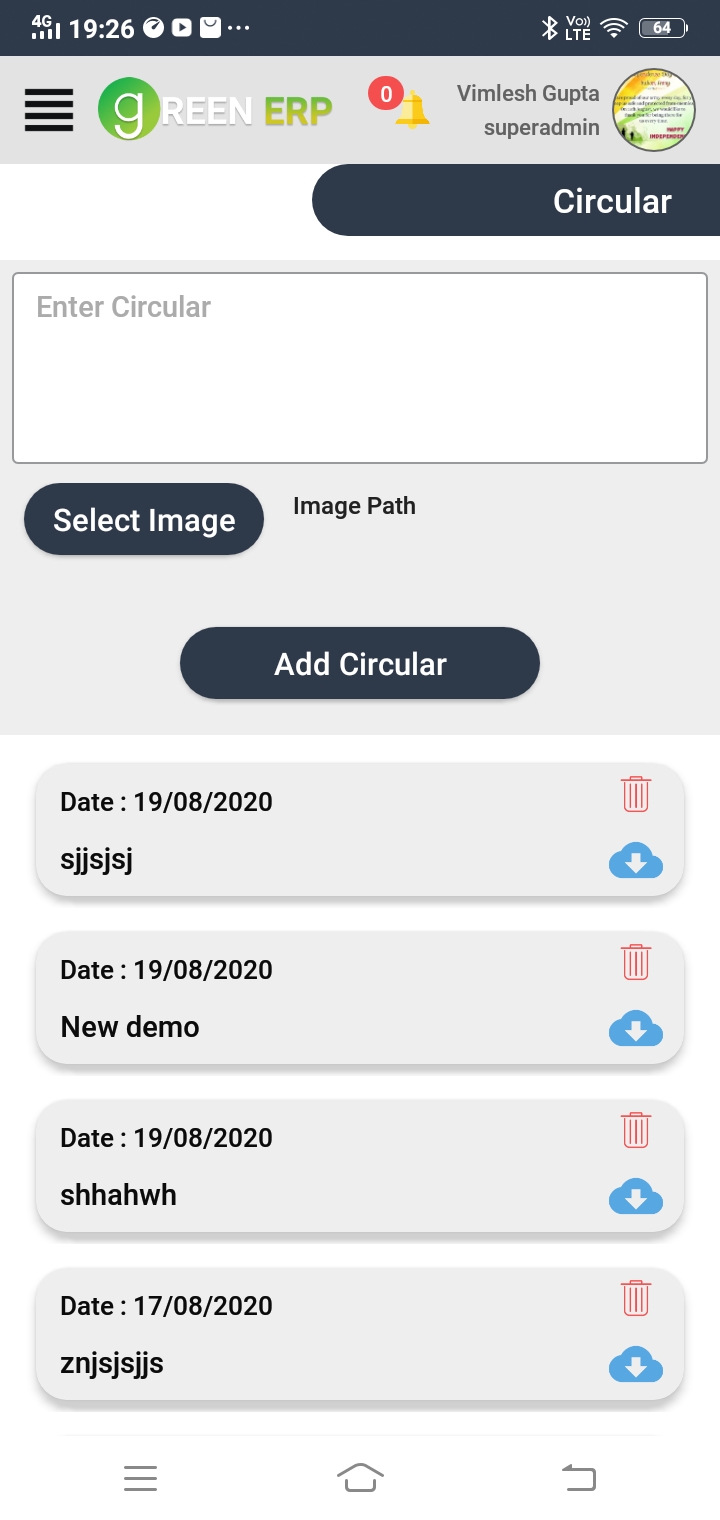 4G 19:26 Vo)) LTE 64
gREEN ERP 0 Vimlesh Gupta
superadmin
HAPPY
Circular
Enter Circular
Select Image Image Path
Add Circular
Date : 19/08/2020
sjjsjsj
Date : 19/08/2020
New demo
Date : 19/08/2020
shhahwh
Date : 17/08/2020
znjsjsjjs